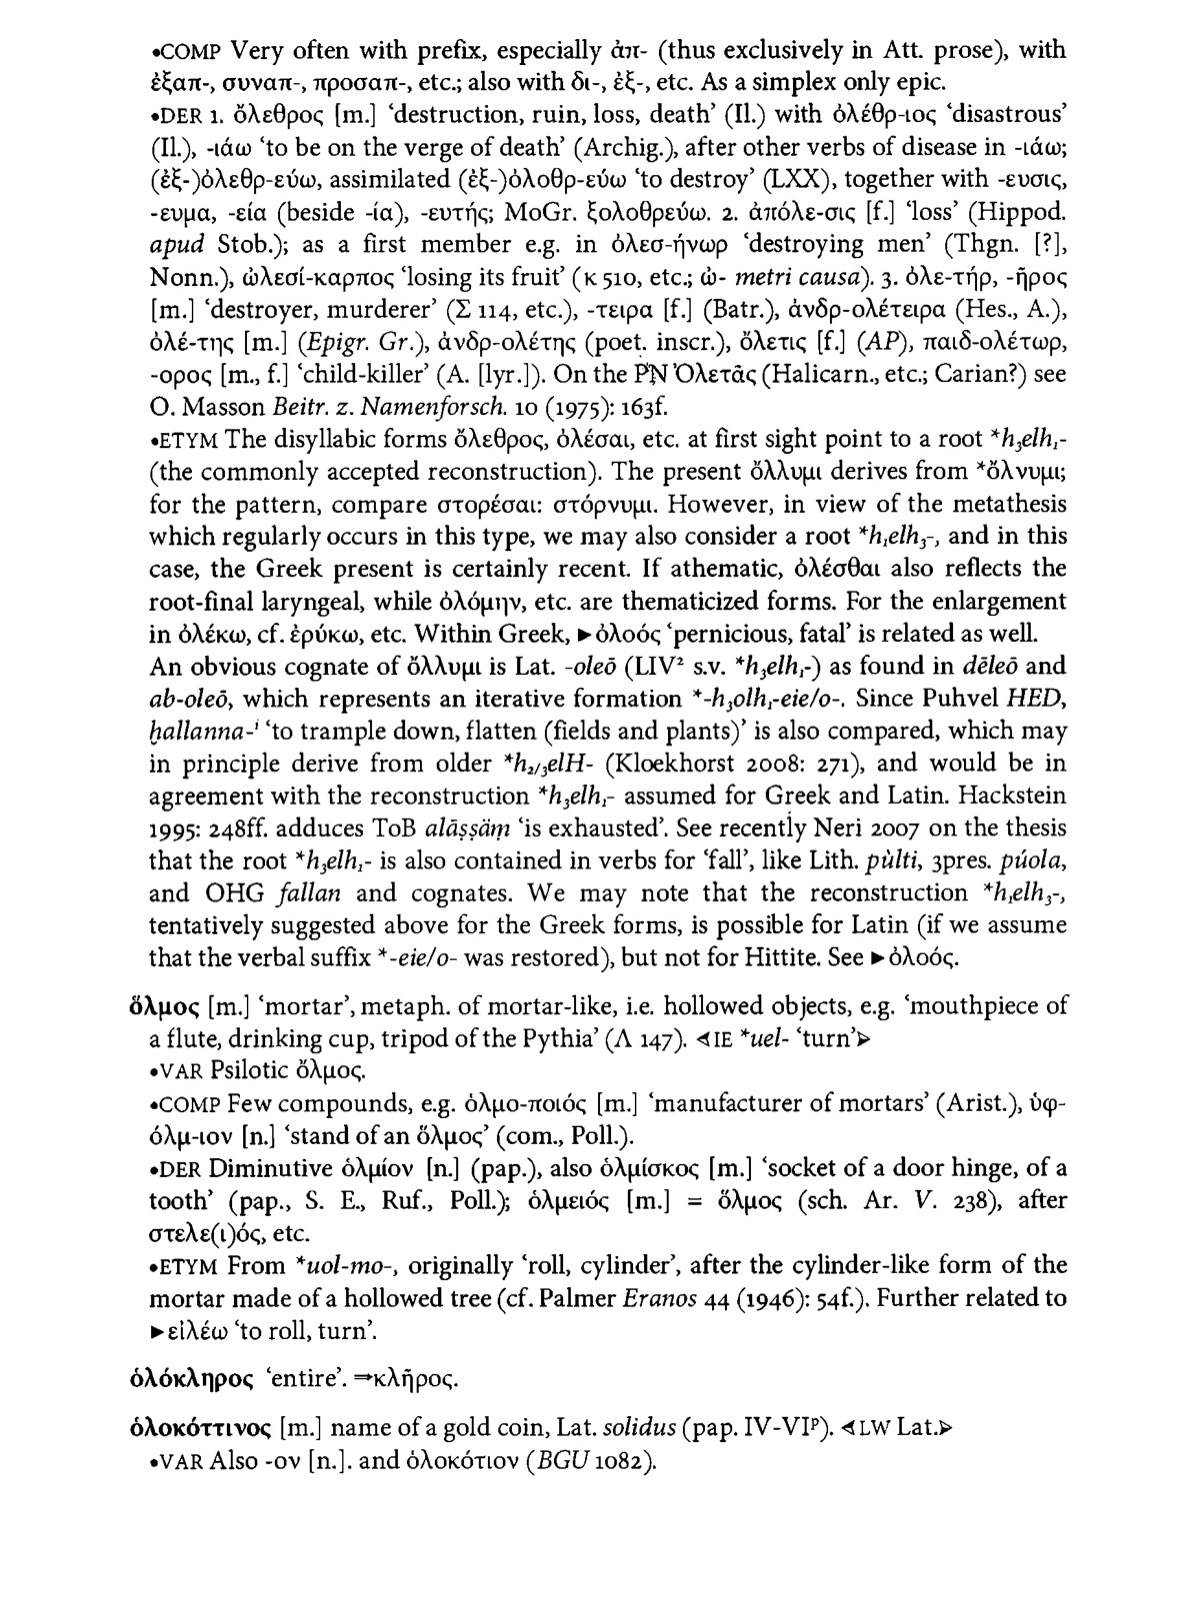 •COMP Very often with prefix, especially ἀπ- (thus exclusively in Att. prose), with
ἐξαπ-, συναπ-, προσαπ-, etc.; also with δι-, ἐξ-, etc. As a simplex only epic.
•DER 1. ὄλεθρος [m.] ‘destruction, ruin, loss, death’ (Il.) with ὀλέθρ-ιος ‘disastrous’
(Il.), -ιάω ‘to be on the verge of death’ (Archig.), after other verbs of disease in -ιάω;
(ἐξ-)ὀλεθρ-εύω, assimilated (ἐξ-)ὀλοθρ-εύω ‘to destroy’ (LXX), together with -ευσις,
-ευμα, -εία (beside -ία), -ευτής; MoGr. ξολοθρεύω. 2. ἀπόλε-σις [f.] ‘loss’ (Hippod.
apud Stob.); as a first member e.g. in ὀλεσ-ήνωρ ‘destroying men’ (Thgn. [?],
Nonn.), ὠλεσί-καρπος ‘losing its fruit’ (κ 510, etc.; ὠ- metri causa). 3. ὀλε-τήρ, -ῆρος
[m.] ‘destroyer, murderer’ (Σ 114, etc.), -τειρα [f.] (Batr.), ἀνδρ-ολέτειρα (Hes., A.),
ὀλέ-της [m.] (Epigr. Gr.), ἀνδρ-ολέτης (poet. inscr.), ὄλετις [f.] (AP), παιδ-ολέτωρ,
-ορος [m., f.] ‘child-killer’ (A. [lyr.]). On the PN Ὀλετᾶς (Halicarn., etc.; Carian?) see
O. Masson Beitr. z. Namenforsch. 10 (1975): 163f.
•ETYM The disyllabic forms ὄλεθρος, ὀλέσαι, etc. at first sight point to a root *h₃elh₁-
(the commonly accepted reconstruction). The present ὄλλυμι derives from *ὄλνυμι;
for the pattern, compare στορέσαι: στόρνυμι. However, in view of the metathesis
which regularly occurs in this type, we may also consider a root *h₁elh₃-, and in this
case, the Greek present is certainly recent. If athematic, ὀλέσθαι also reflects the
root-final laryngeal, while ὀλόμην, etc. are thematicized forms. For the enlargement
in ὀλέκω, cf. ἐρύκω, etc. Within Greek, ►ὀλοός ‘pernicious, fatal’ is related as well.
An obvious cognate of ὄλλυμι is Lat. -oleō (LIV² s.v. *h₃elh₁-) as found in dēleō and
ab-oleō, which represents an iterative formation *-h₃olh₁-eie/o-. Since Puhvel HED,
ḫallanna-ⁱ ‘to trample down, flatten (fields and plants)’ is also compared, which may
in principle derive from older *h₂/₃elH- (Kloekhorst 2008: 271), and would be in
agreement with the reconstruction *h₃elh₁- assumed for Greek and Latin. Hackstein
1995: 248ff. adduces ToB alāṣṣäṃ ‘is exhausted’. See recently Neri 2007 on the thesis
that the root *h₃elh₁- is also contained in verbs for ‘fall’, like Lith. pùlti, 3pres. púola,
and OHG fallan and cognates. We may note that the reconstruction *h₁elh₃-,
tentatively suggested above for the Greek forms, is possible for Latin (if we assume
that the verbal suffix *-eie/o- was restored), but not for Hittite. See ►ὀλοός.
ὅλμος [m.] ‘mortar’, metaph. of mortar-like, i.e. hollowed objects, e.g. ‘mouthpiece of
a flute, drinking cup, tripod of the Pythia’ (Λ 147). ⊲IE *uel- ‘turn’⊳
•VAR Psilotic ὄλμος.
•COMP Few compounds, e.g. ὁλμο-ποιός [m.] ‘manufacturer of mortars’ (Arist.), ὑφ-
όλμ-ιον [n.] ‘stand of an ὅλμος’ (com., Poll.).
•DER Diminutive ὁλμίον [n.] (pap.), also ὁλμίσκος [m.] ‘socket of a door hinge, of a
tooth’ (pap., S. E., Ruf., Poll.); ὁλμειός [m.] = ὅλμος (sch. Ar. V. 238), after
στελε(ι)ός, etc.
•ETYM From *uol-mo-, originally ‘roll, cylinder’, after the cylinder-like form of the
mortar made of a hollowed tree (cf. Palmer Eranos 44 (1946): 54f.). Further related to
►εἰλέω ‘to roll, turn’.
ὁλόκληρος ‘entire’. ⇒κλῆρος.
ὁλοκόττινος [m.] name of a gold coin, Lat. solidus (pap. IV-VIᵖ). ⊲LW Lat.⊳
•VAR Also -ον [n.]. and ὁλοκότιον (BGU 1082).